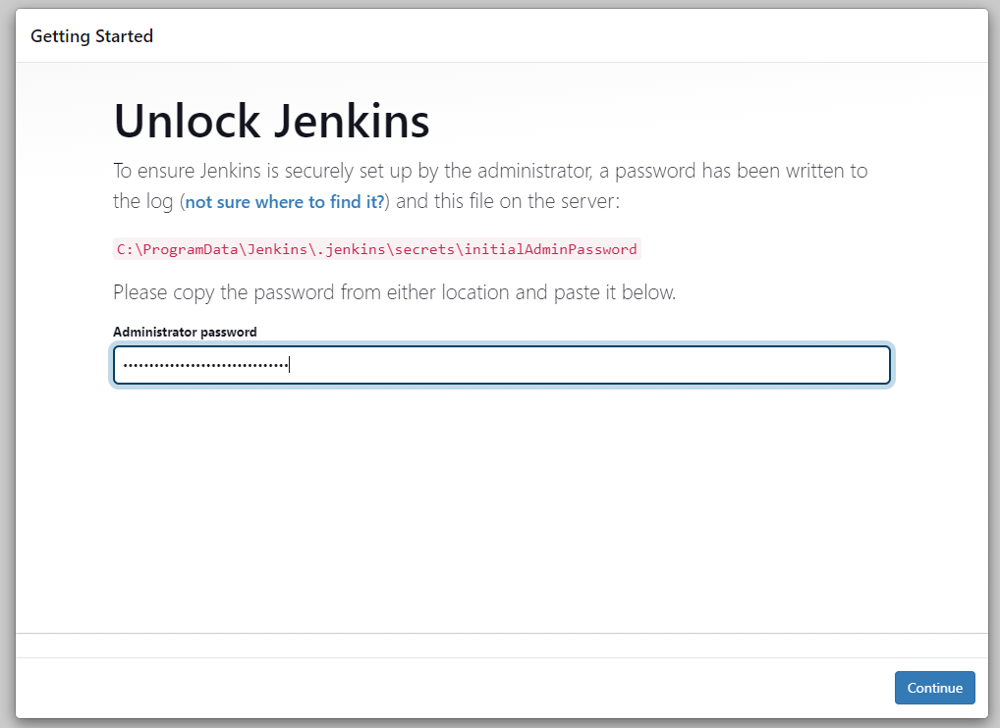 Getting Started
Unlock Jenkins
To ensure Jenkins is securely set up by the administrator, a password has been written to
the log (not sure where to find it?) and this file on the server:
C:\ProgramData\Jenkins\.jenkins\secrets\initialAdminPassword
Please copy the password from either location and paste it below.
Administrator password
••••••••••••••••••••••••••••••••
Continue